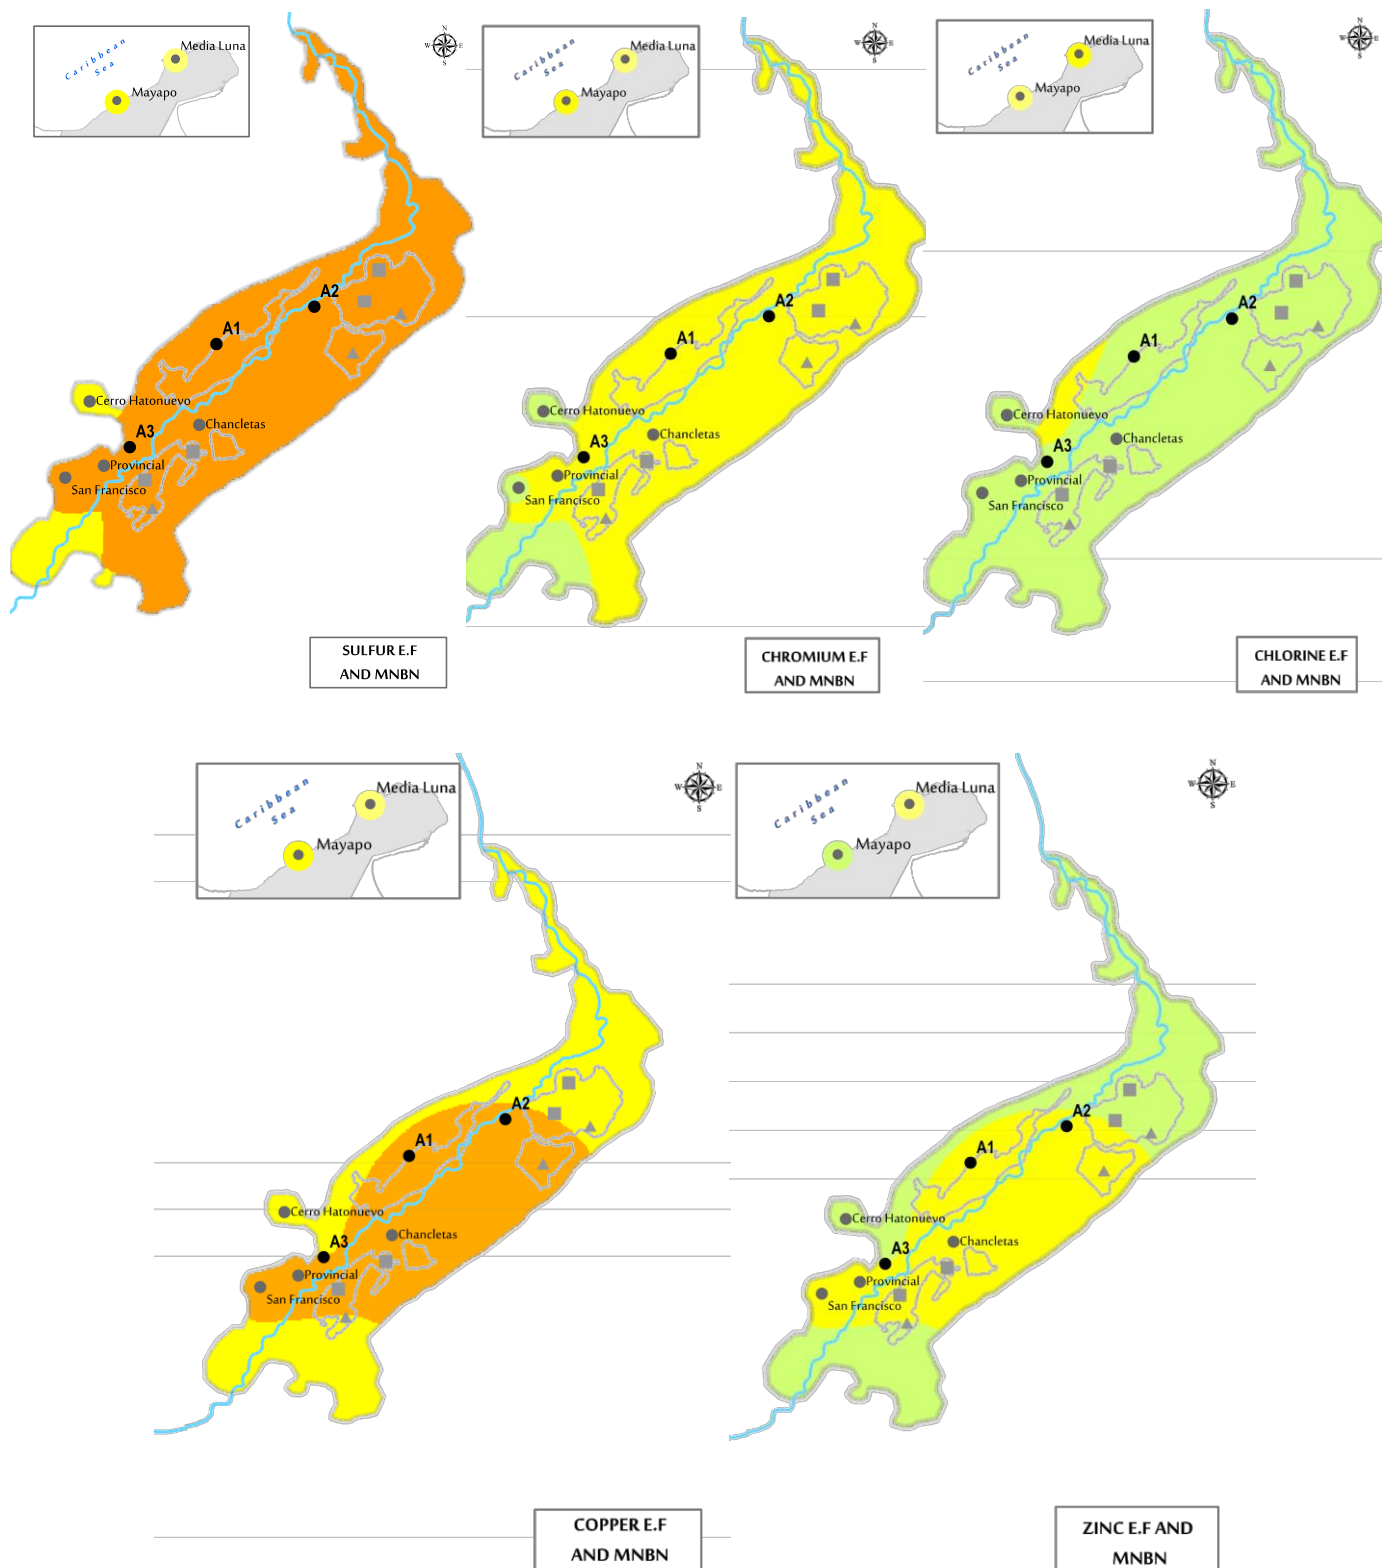 Caribbean
Sea
Media Luna
Mayapo
N
W
E
S
A2
A1
Cerro Hatonuevo
Chancletas
A3
Provincial
San Francisco
SULFUR E.F
AND MNBN
Caribbean
Sea
Media Luna
Mayapo
N
W
E
S
A2
A1
Cerro Hatonuevo
A3
Provincial
San Francisco
CHROMIUM E.F
AND MNBN
Caribbean
Sea
Media Luna
Mayapo
N
W
E
S
A2
A1
Cerro Hatonuevo
Chancletas
A3
Provincial
San Francisco
CHLORINE E.F
AND MNBN
Caribbean
Sea
Media Luna
Mayapo
N
W
E
S
A2
A1
Cerro Hatonuevo
Chancletas
A3
Provincial
San Francisco
COPPER E.F
AND MNBN
Caribbean
Sea
Media Luna
Mayapo
N
W
E
S
A2
A1
Cerro Hatonuevo
Chancletas
A3
Provincial
San Francisco
ZINC E.F AND
MNBN